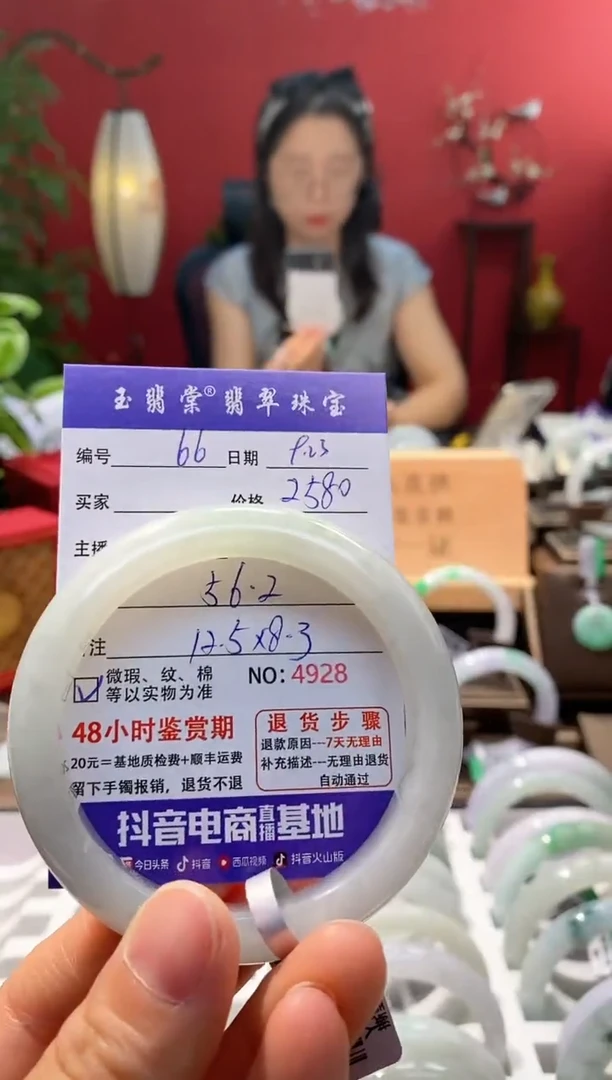 玉翡棠®翡翠珠宝
编号 66 日期 9.23
买家 价格 2580
主播
56.2
注 12.5×8.3
微瑕、纹、棉
等以实物为准
NO: 4928
48小时鉴赏期
20元=基地质检费+顺丰运费
留下手镯报销，退货不退
退货步骤
退款原因---7天无理由
补充描述---无理由退货
自动通过
抖音电商直播基地
今日头条 抖音 西瓜视频 抖音火山版